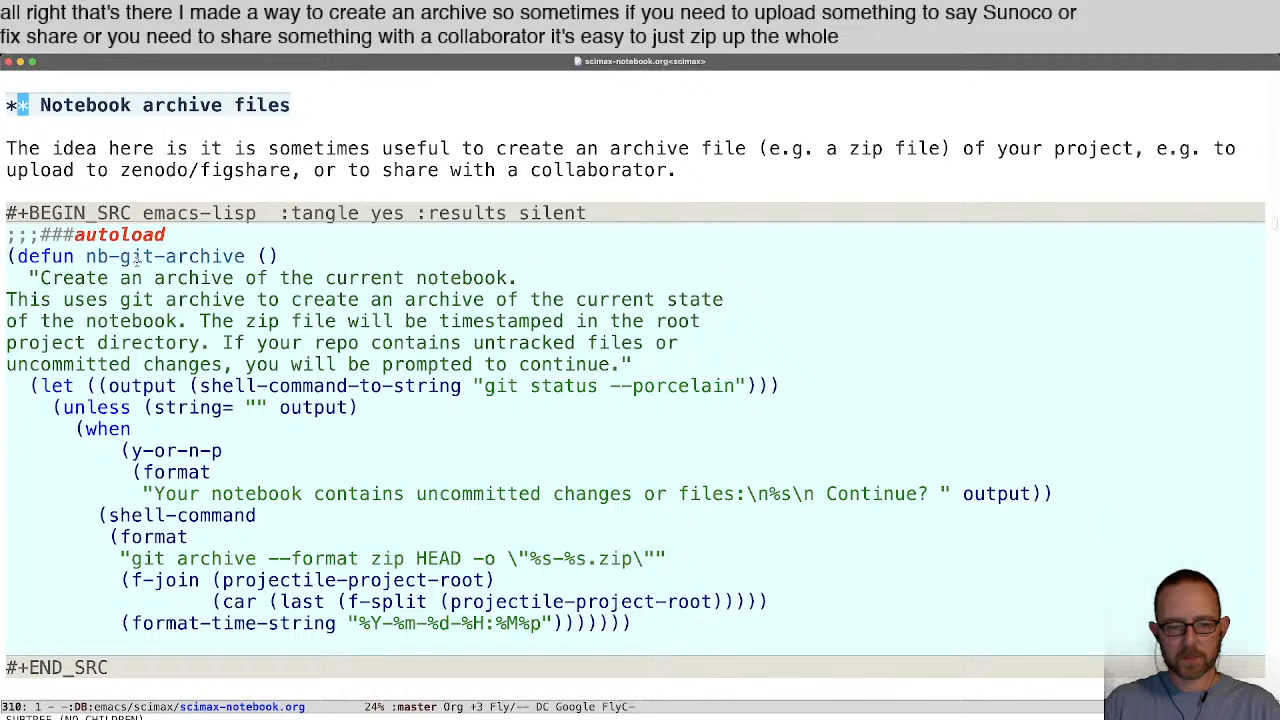 all right that's there I made a way to create an archive so sometimes if you need to upload something to say Sunoco or
fix share or you need to share something with a collaborator it's easy to just zip up the whole
scimax-notebook.org<scimax>
** Notebook archive files
The idea here is it is sometimes useful to create an archive file (e.g. a zip file) of your project, e.g. to
upload to zenodo/figshare, or to share with a collaborator.
#+BEGIN_SRC emacs-lisp  :tangle yes :results silent
;;;###autoload
(defun nb-git-archive ()
  "Create an archive of the current notebook.
This uses git archive to create an archive of the current state
of the notebook. The zip file will be timestamped in the root
project directory. If your repo contains untracked files or
uncommitted changes, you will be prompted to continue."
  (let ((output (shell-command-to-string "git status --porcelain")))
    (unless (string= "" output)
      (when
          (y-or-n-p
           (format
            "Your notebook contains uncommitted changes or files:\n%s\n Continue? " output))
        (shell-command
         (format
          "git archive --format zip HEAD -o \"%s-%s.zip\""
          (f-join (projectile-project-root)
                  (car (last (f-split (projectile-project-root)))))
          (format-time-string "%Y-%m-%d-%H:%M%p")))))))
#+END_SRC
310: 1 - -:DB:emacs/scimax/scimax-notebook.org 24% :master Org +3 Fly/-- DC Google FlyC-
SUBTREE (NO CHILDREN)